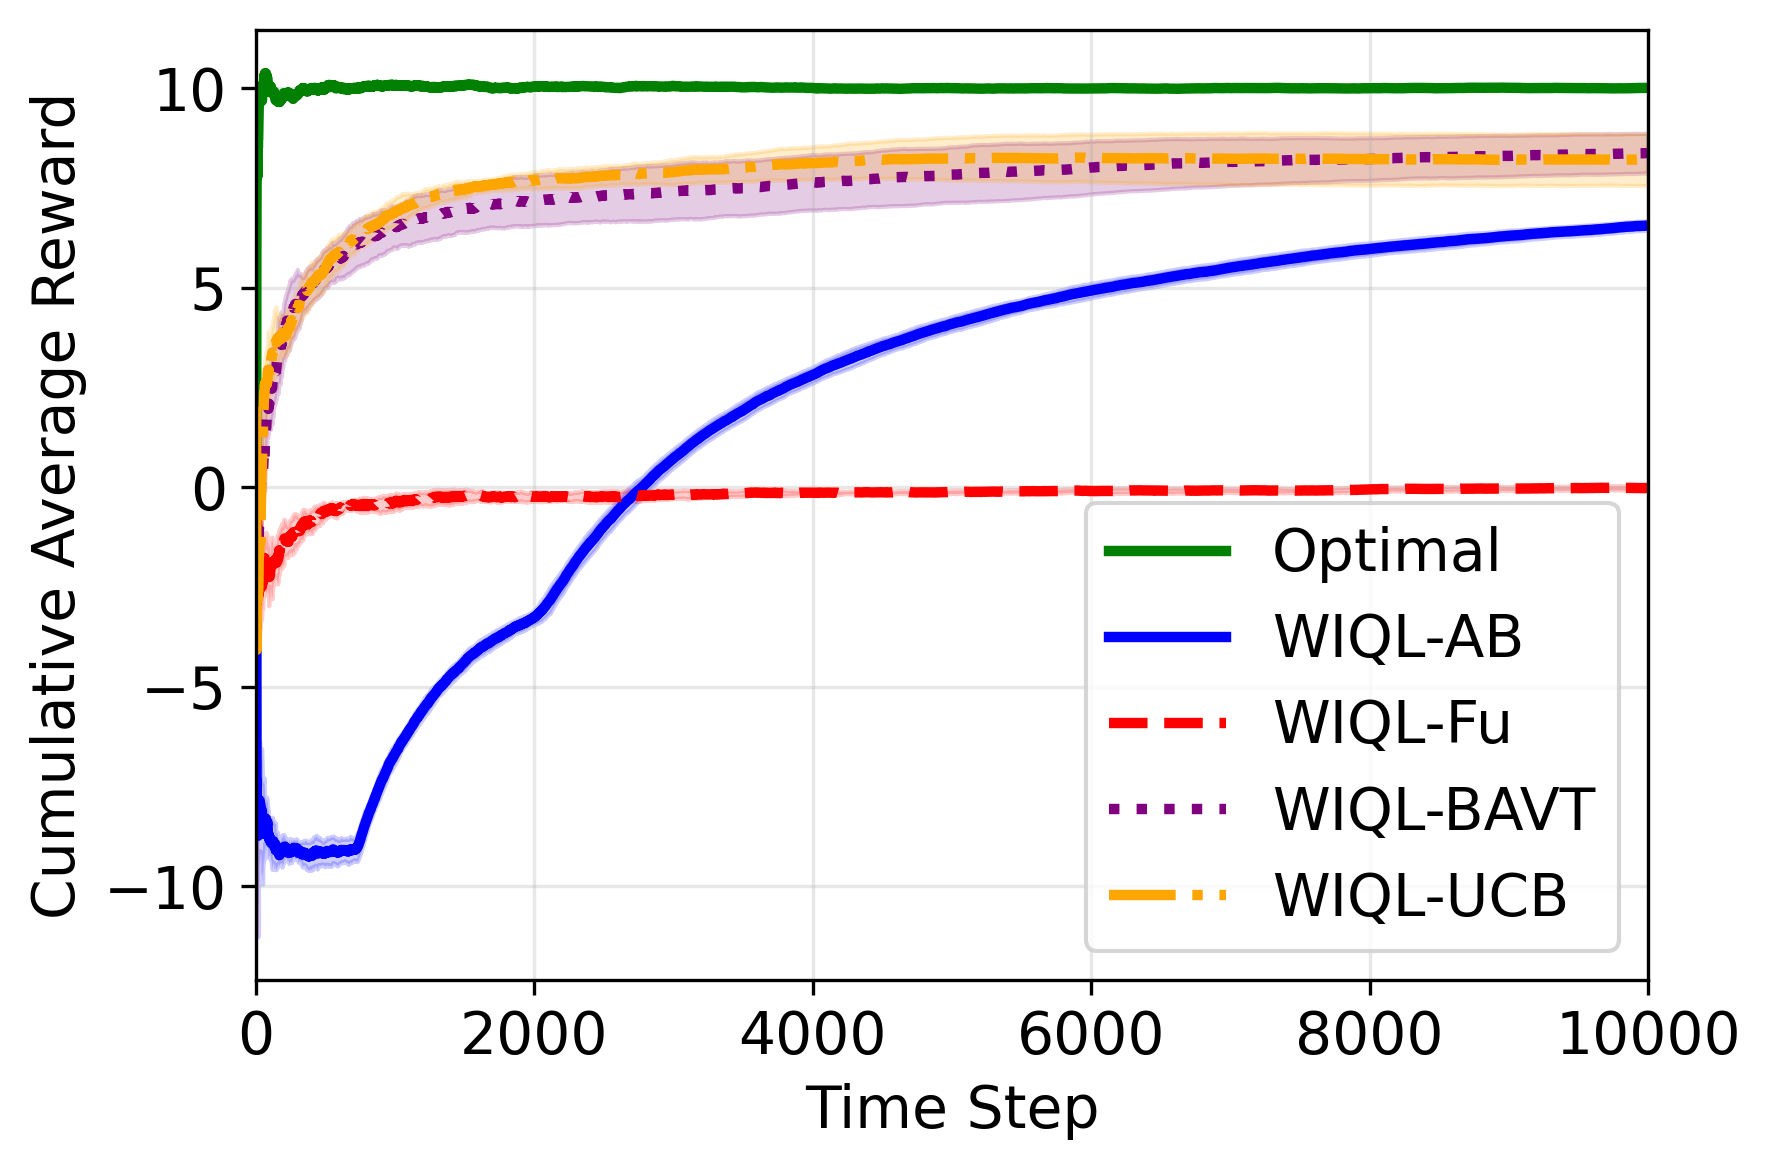 Cumulative Average Reward
10
5
0
−5
−10
0 2000 4000 6000 8000 10000
Time Step
Optimal
WIQL-AB
WIQL-Fu
WIQL-BAVT
WIQL-UCB